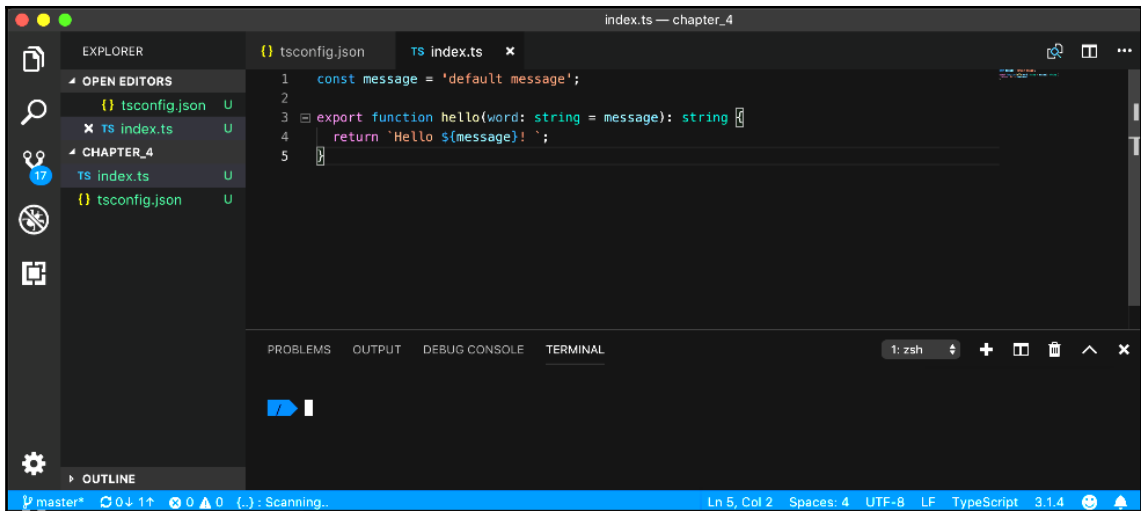 index.ts — chapter_4
EXPLORER
{} tsconfig.json
TS index.ts ×
OPEN EDITORS
{} tsconfig.json U
× TS index.ts U
CHAPTER_4
TS index.ts U
{} tsconfig.json U
17
1 const message = 'default message';
2
3 export function hello(word: string = message): string {
4 return `Hello ${message}! `;
5 }
PROBLEMS OUTPUT DEBUG CONSOLE TERMINAL
1: zsh
/
OUTLINE
master* 0↓ 1↑ 0 0 {..} : Scanning.. Ln 5, Col 2 Spaces: 4 UTF-8 LF TypeScript 3.1.4